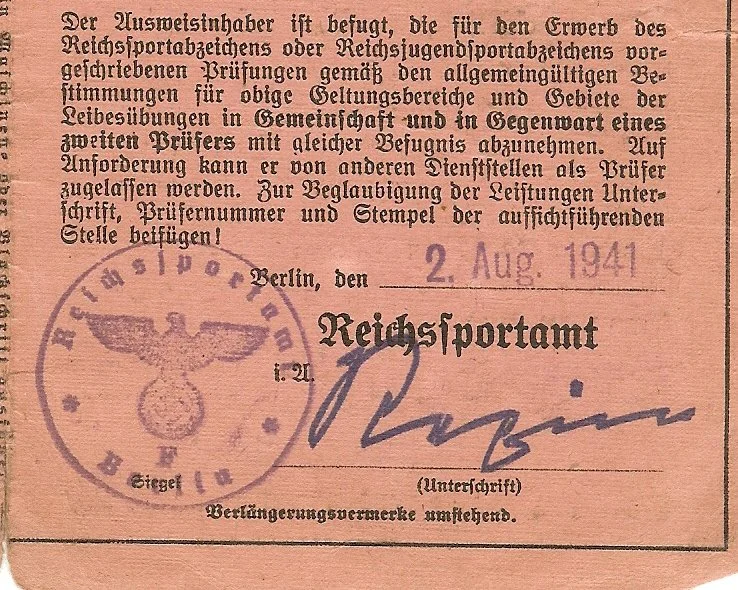 Der Ausweisinhaber ist befugt, die für den Erwerb des
Reichssportabzeichens oder Reichsjugendsportabzeichens vor-
geschriebenen Prüfungen gemäß den allgemeingültigen Be-
stimmungen für obige Geltungsbereiche und Gebiete der
Leibesübungen in Gemeinschaft und in Gegenwart eines
zweiten Prüfers mit gleicher Befugnis abzunehmen. Auf
Anforderung kann er von anderen Dienststellen als Prüfer
zugelassen werden. Zur Beglaubigung der Leistungen Unter-
schrift, Prüfernummer und Stempel der aufsichtführenden
Stelle beifügen!
Berlin, den 2. Aug. 1941
Reichssportamt
i. A.
Reichssportamt
F
Berlin
Siegel
(Unterschrift)
Verlängerungsvermerke umstehend.